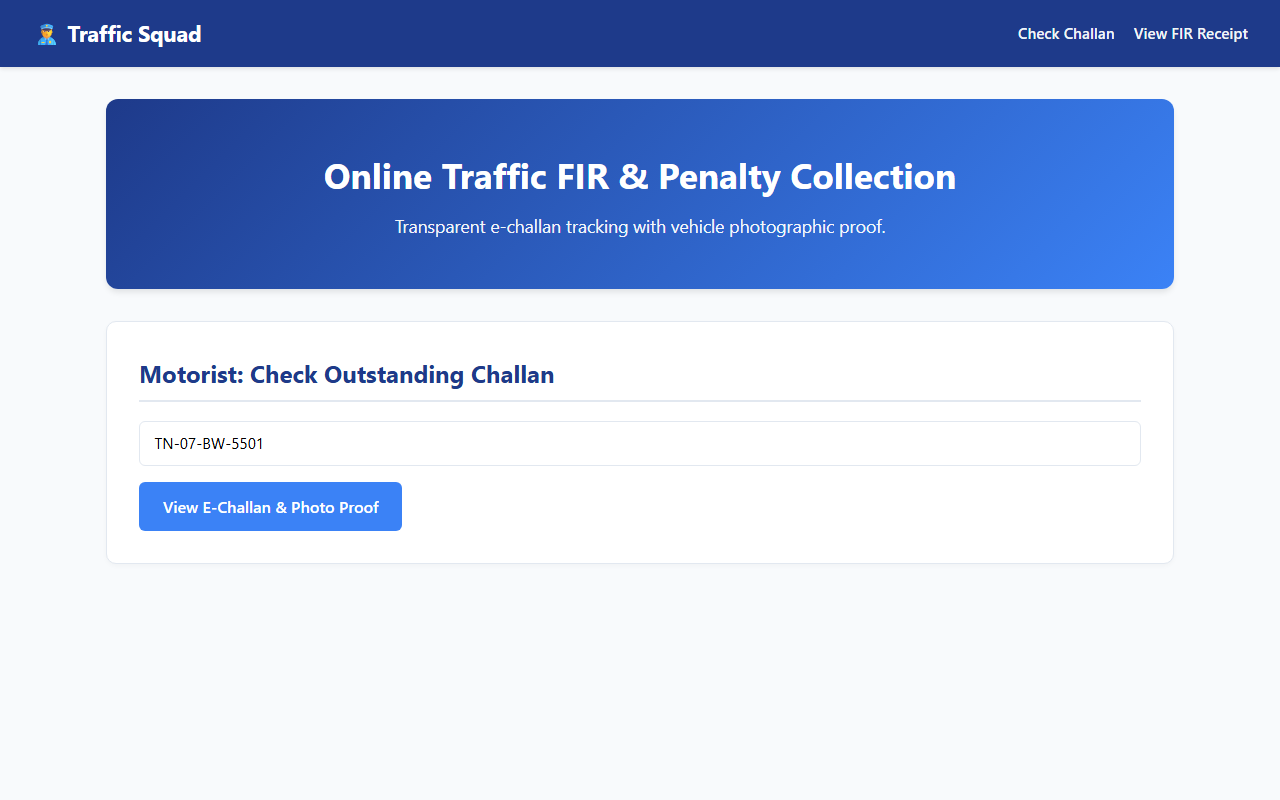 Traffic Squad
Check Challan View FIR Receipt
Online Traffic FIR & Penalty Collection
Transparent e-challan tracking with vehicle photographic proof.
Motorist: Check Outstanding Challan
TN-07-BW-5501
View E-Challan & Photo Proof